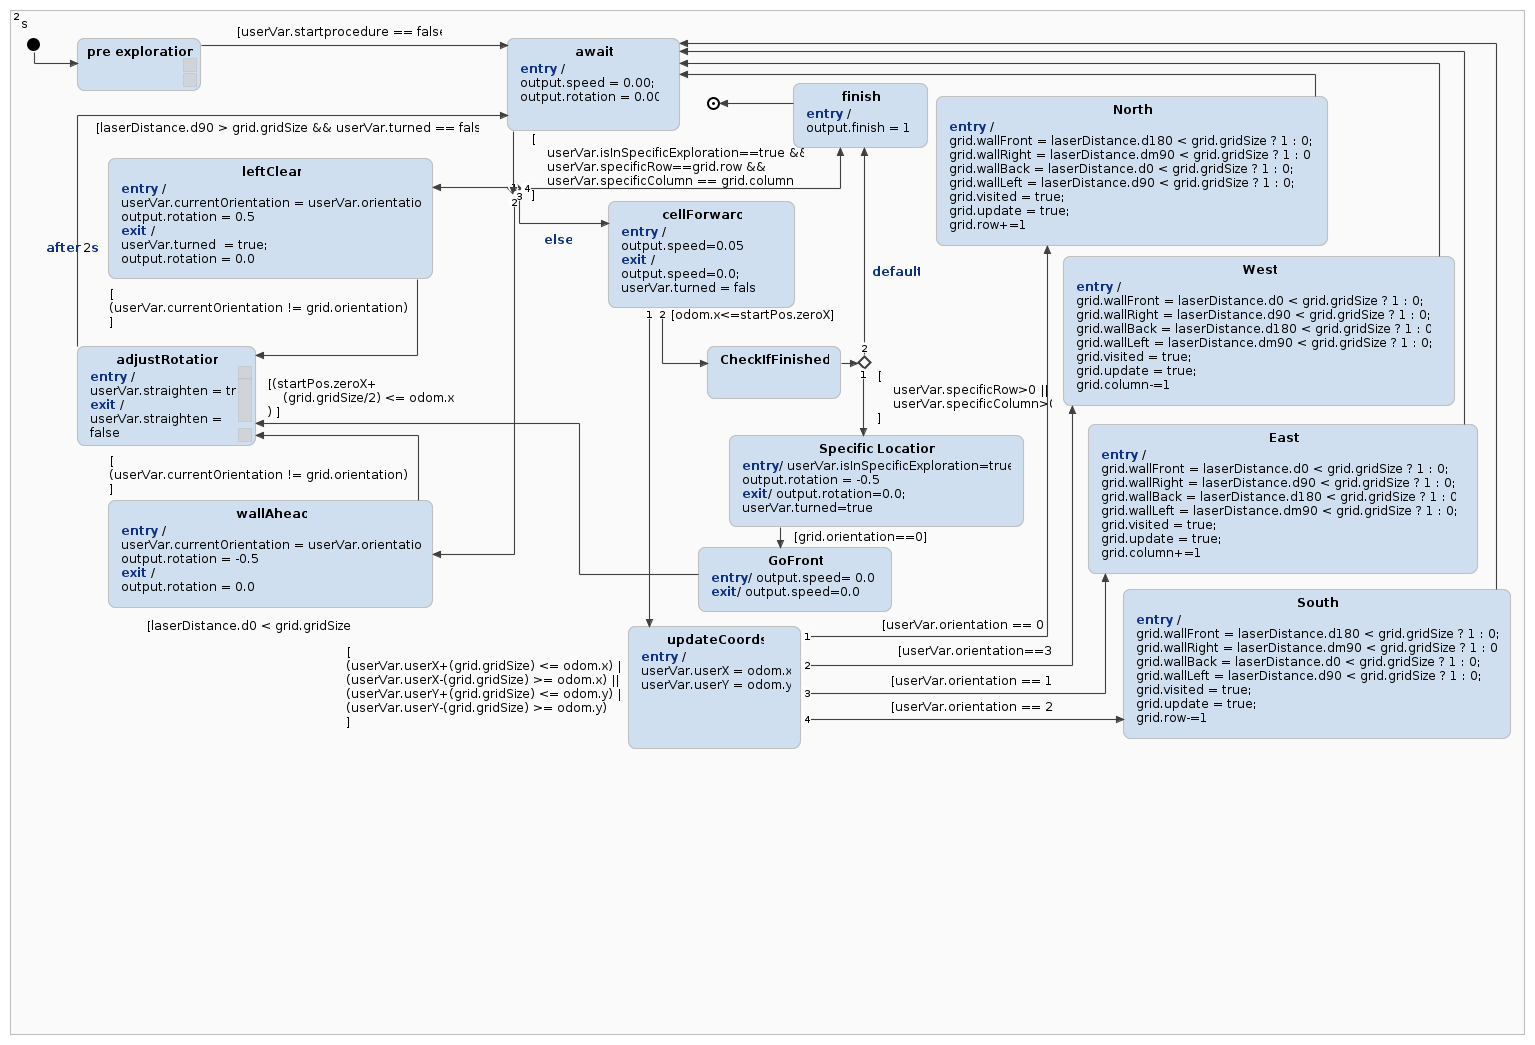 2
s
[userVar.startprocedure == false
pre exploration
await
entry /
output.speed = 0.00;
output.rotation = 0.00
finish
entry /
output.finish = 1
North
entry /
grid.wallFront = laserDistance.d180 < grid.gridSize ? 1 : 0;
grid.wallRight = laserDistance.dm90 < grid.gridSize ? 1 : 0
grid.wallBack = laserDistance.d0 < grid.gridSize ? 1 : 0;
grid.wallLeft = laserDistance.d90 < grid.gridSize ? 1 : 0;
grid.visited = true;
grid.update = true;
grid.row+=1
[laserDistance.d90 > grid.gridSize && userVar.turned == fals
[
userVar.isInSpecificExploration==true &&
userVar.specificRow==grid.row &&
userVar.specificColumn == grid.column
]
1
4
3
2
leftClear
entry /
userVar.currentOrientation = userVar.orientatio
output.rotation = 0.5
exit /
userVar.turned  = true;
output.rotation = 0.0
after 2s
else
cellForward
entry /
output.speed=0.05
exit /
output.speed=0.0;
userVar.turned = fals
default
West
entry /
grid.wallFront = laserDistance.d0 < grid.gridSize ? 1 : 0;
grid.wallRight = laserDistance.d90 < grid.gridSize ? 1 : 0;
grid.wallBack = laserDistance.d180 < grid.gridSize ? 1 : 0
grid.wallLeft = laserDistance.dm90 < grid.gridSize ? 1 : 0;
grid.visited = true;
grid.update = true;
grid.column-=1
[
(userVar.currentOrientation != grid.orientation)
]
1
2
[odom.x<=startPos.zeroX]
adjustRotation
entry /
userVar.straighten = tr
exit /
userVar.straighten =
false
[(startPos.zeroX+
(grid.gridSize/2) <= odom.x
) ]
CheckIfFinished
2
1
[
userVar.specificRow>0 ||
userVar.specificColumn>0
]
Specific Location
entry/ userVar.isInSpecificExploration=true
output.rotation = -0.5
exit/ output.rotation=0.0;
userVar.turned=true
East
entry /
grid.wallFront = laserDistance.d0 < grid.gridSize ? 1 : 0;
grid.wallRight = laserDistance.d90 < grid.gridSize ? 1 : 0;
grid.wallBack = laserDistance.d180 < grid.gridSize ? 1 : 0
grid.wallLeft = laserDistance.dm90 < grid.gridSize ? 1 : 0;
grid.visited = true;
grid.update = true;
grid.column+=1
[
(userVar.currentOrientation != grid.orientation)
]
wallAhead
entry /
userVar.currentOrientation = userVar.orientatio
output.rotation = -0.5
exit /
output.rotation = 0.0
[grid.orientation==0]
GoFront
entry/ output.speed= 0.0
exit/ output.speed=0.0
[laserDistance.d0 < grid.gridSize
[
(userVar.userX+(grid.gridSize) <= odom.x) |
(userVar.userX-(grid.gridSize) >= odom.x) ||
(userVar.userY+(grid.gridSize) <= odom.y) |
(userVar.userY-(grid.gridSize) >= odom.y)
]
updateCoords
entry /
userVar.userX = odom.x
userVar.userY = odom.y
1
[userVar.orientation == 0
2
[userVar.orientation==3
3
[userVar.orientation == 1
4
[userVar.orientation == 2
South
entry /
grid.wallFront = laserDistance.d180 < grid.gridSize ? 1 : 0;
grid.wallRight = laserDistance.dm90 < grid.gridSize ? 1 : 0
grid.wallBack = laserDistance.d0 < grid.gridSize ? 1 : 0;
grid.wallLeft = laserDistance.d90 < grid.gridSize ? 1 : 0;
grid.visited = true;
grid.update = true;
grid.row-=1